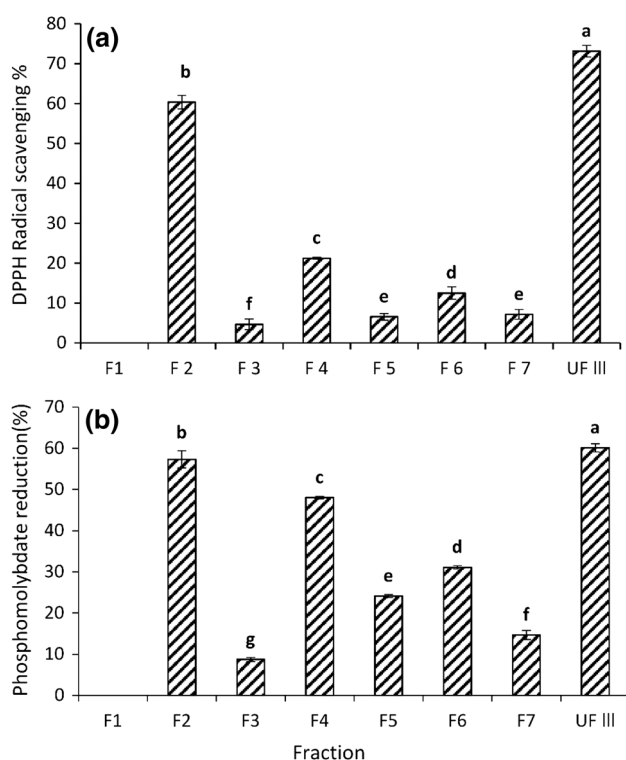 (a)
DPPH Radical scavenging %
80
70
60
50
40
30
20
10
0
b
f
c
e
d
e
a
F1 F 2 F 3 F 4 F 5 F 6 F 7 UF III
(b)
Phosphomolybdate reduction(%)
70
60
50
40
30
20
10
0
b
g
c
e
d
f
a
F1 F2 F3 F4 F5 F6 F7 UF III
Fraction